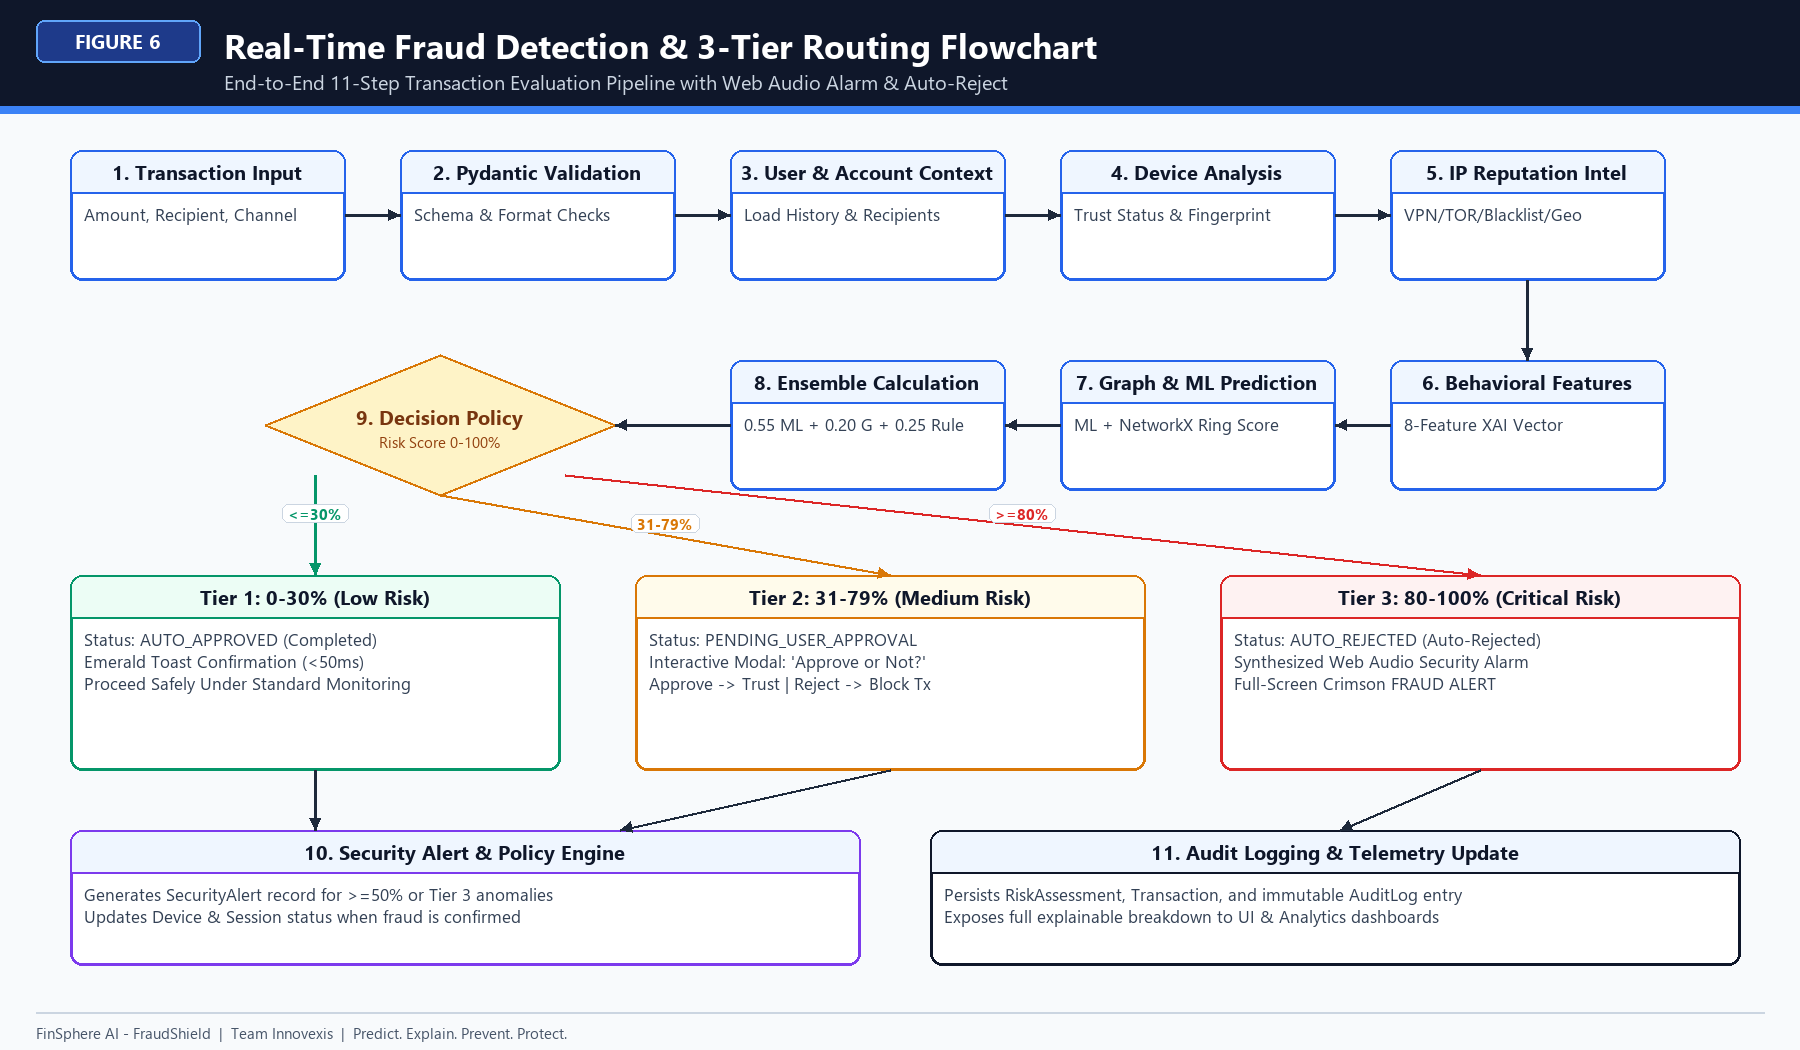 FIGURE 6
Real-Time Fraud Detection & 3-Tier Routing Flowchart
End-to-End 11-Step Transaction Evaluation Pipeline with Web Audio Alarm & Auto-Reject
1. Transaction Input
Amount, Recipient, Channel
2. Pydantic Validation
Schema & Format Checks
3. User & Account Context
Load History & Recipients
4. Device Analysis
Trust Status & Fingerprint
5. IP Reputation Intel
VPN/TOR/Blacklist/Geo
6. Behavioral Features
8-Feature XAI Vector
7. Graph & ML Prediction
ML + NetworkX Ring Score
8. Ensemble Calculation
0.55 ML + 0.20 G + 0.25 Rule
9. Decision Policy
Risk Score 0-100%
<=30%
31-79%
>=80%
Tier 1: 0-30% (Low Risk)
Status: AUTO_APPROVED (Completed)
Emerald Toast Confirmation (<50ms)
Proceed Safely Under Standard Monitoring
Tier 2: 31-79% (Medium Risk)
Status: PENDING_USER_APPROVAL
Interactive Modal: 'Approve or Not?'
Approve -> Trust | Reject -> Block Tx
Tier 3: 80-100% (Critical Risk)
Status: AUTO_REJECTED (Auto-Rejected)
Synthesized Web Audio Security Alarm
Full-Screen Crimson FRAUD ALERT
10. Security Alert & Policy Engine
Generates SecurityAlert record for >=50% or Tier 3 anomalies
Updates Device & Session status when fraud is confirmed
11. Audit Logging & Telemetry Update
Persists RiskAssessment, Transaction, and immutable AuditLog entry
Exposes full explainable breakdown to UI & Analytics dashboards
FinSphere AI - FraudShield | Team Innovexis | Predict. Explain. Prevent. Protect.